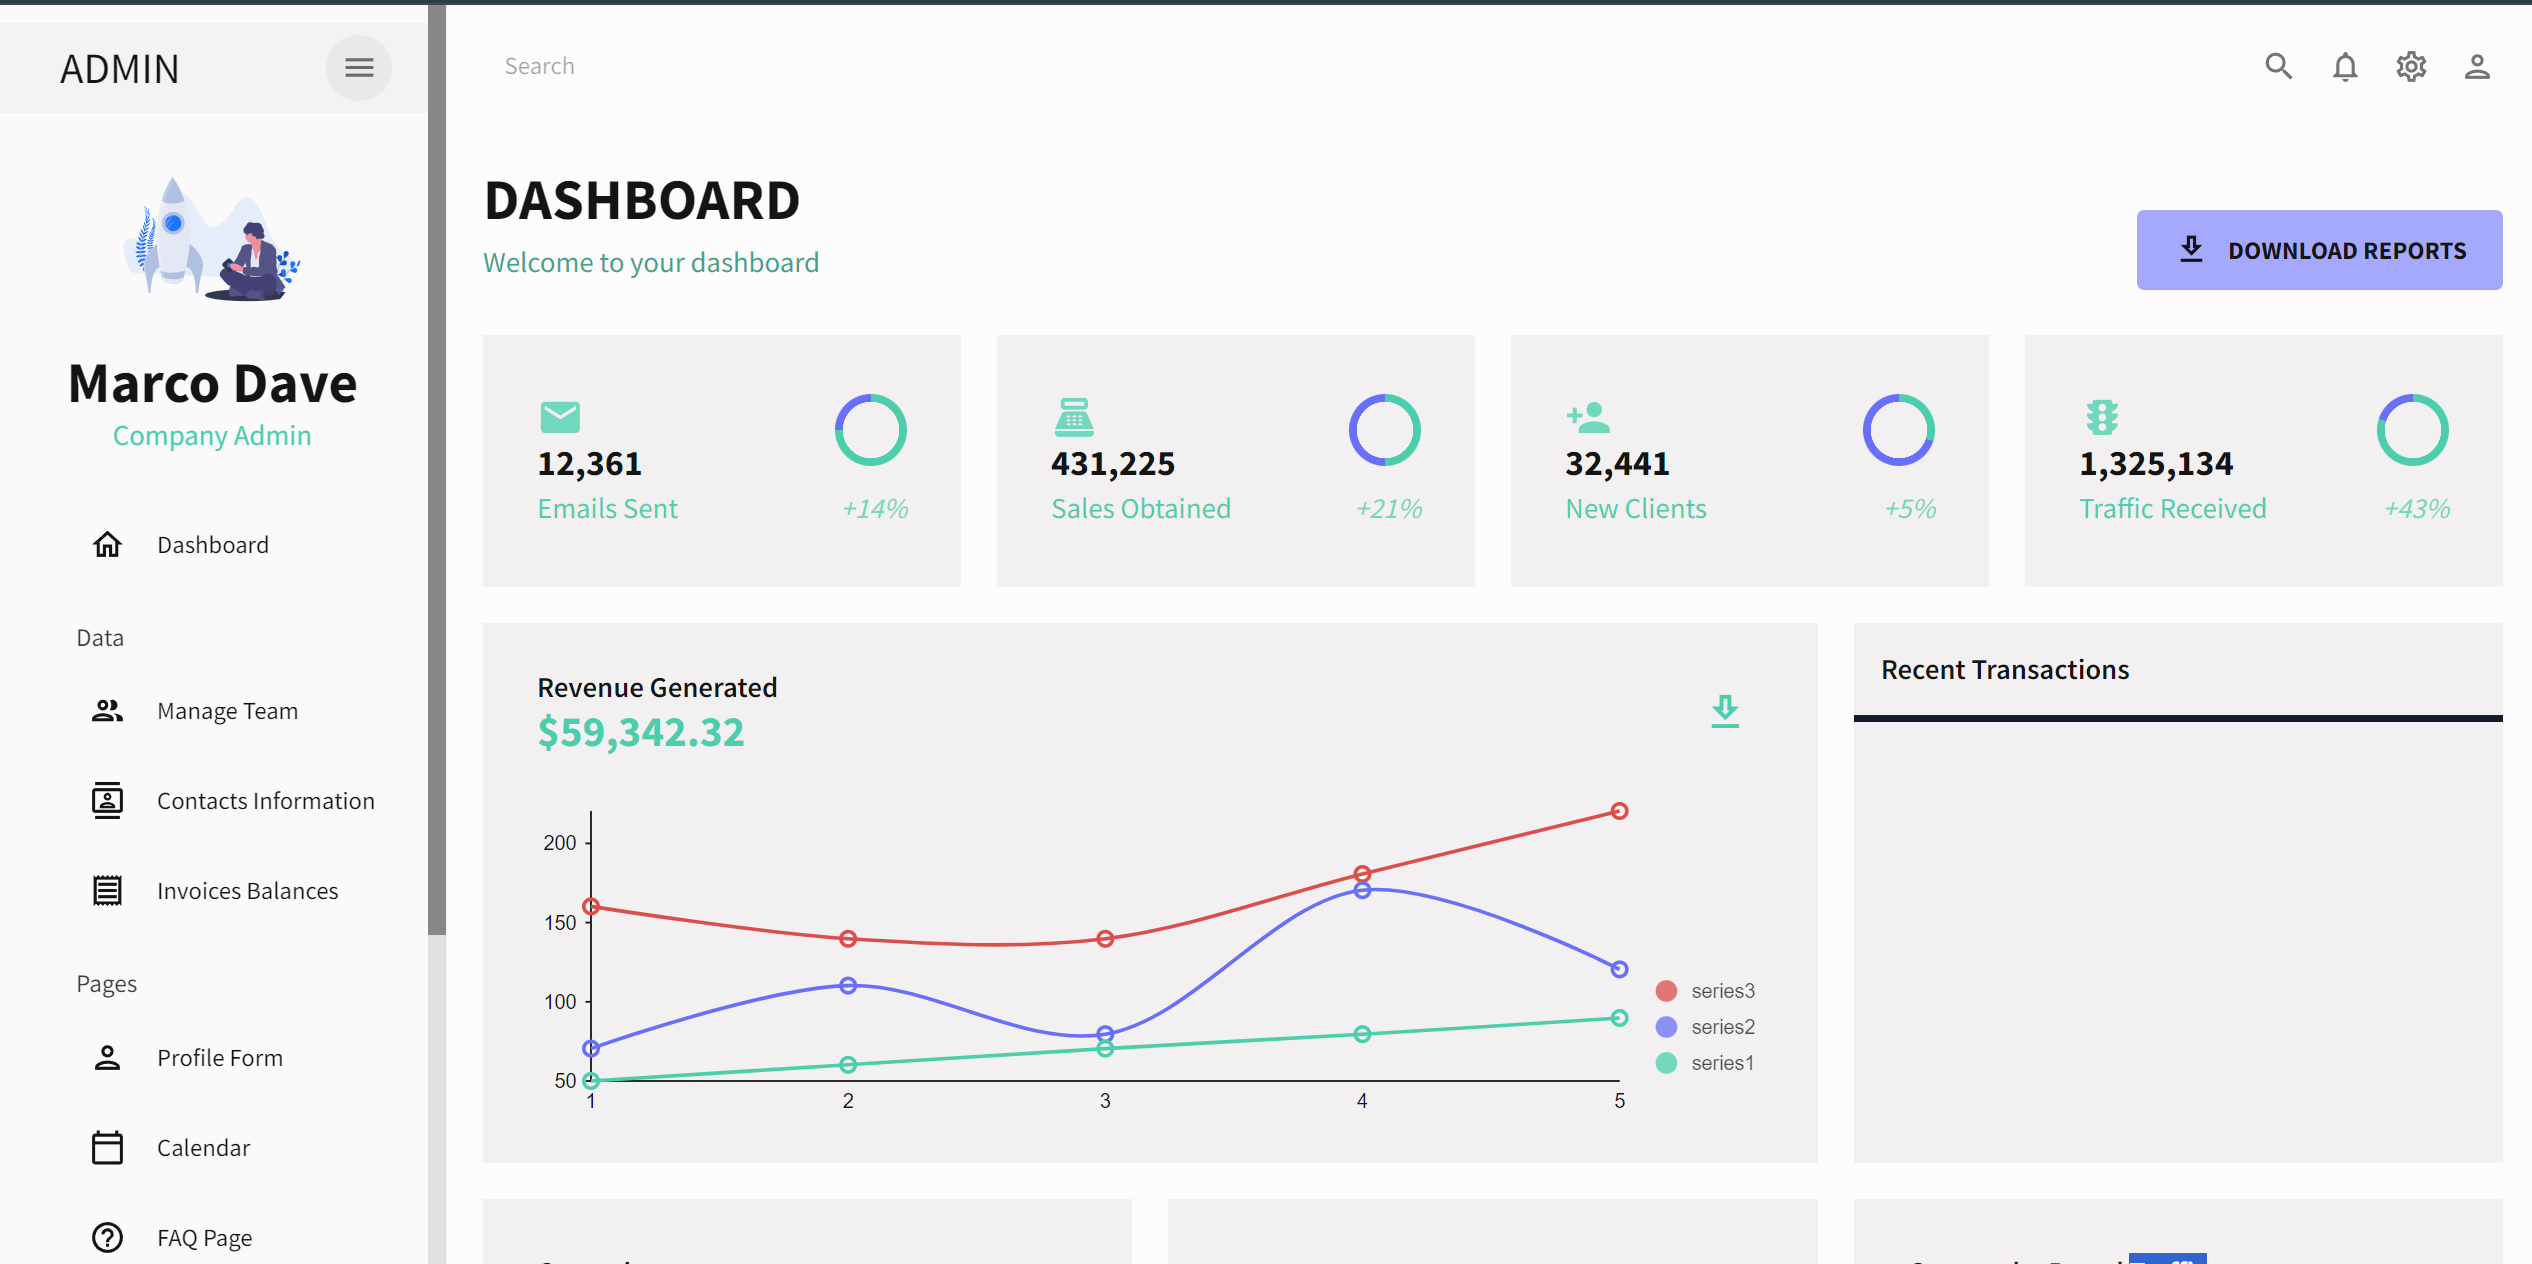 ADMIN
Search
Marco Dave
Company Admin
Dashboard
Data
Manage Team
Contacts Information
Invoices Balances
Pages
Profile Form
Calendar
FAQ Page
DASHBOARD
Welcome to your dashboard
DOWNLOAD REPORTS
12,361
Emails Sent +14%
431,225
Sales Obtained +21%
32,441
New Clients +5%
1,325,134
Traffic Received +43%
Revenue Generated
$59,342.32
200
150
100
50
1 2 3 4 5
series3
series2
series1
Recent Transactions